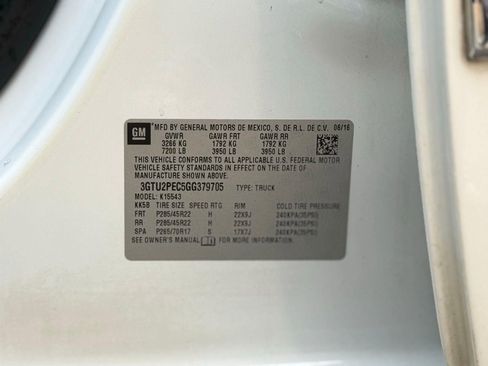 GM MFD BY GENERAL MOTORS DE MEXICO, S. DE R.L. DE C.V. 06/16
GVWR GAWR FRT GAWR RR
3266 KG 1792 KG 1792 KG
7200 LB 3950 LB 3950 LB
THIS VEHICLE CONFORMS TO ALL APPLICABLE U.S. FEDERAL MOTOR
VEHICLE SAFETY STANDARDS IN EFFECT ON THE DATE OF
MANUFACTURE SHOWN ABOVE.
3GTU2PEC5GG379705 TYPE: TRUCK
MODEL: K15543
KK5B TIRE SIZE SPEED RTG RIM COLD TIRE PRESSURE
FRT P285/45R22 H 22X9J 240KPA(35PSI)
RR P285/45R22 H 22X9J 240KPA(35PSI)
SPA P265/70R17 S 17X7J 240KPA(35PSI)
SEE OWNER'S MANUAL FOR MORE INFORMATION